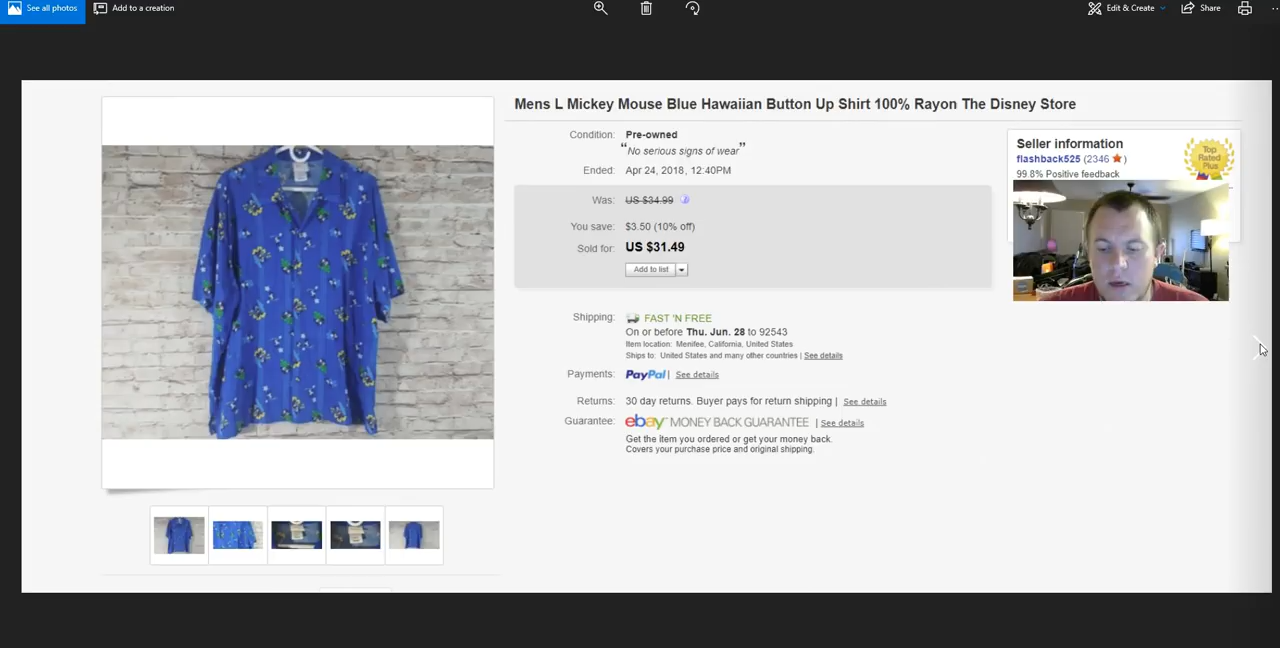 See all photos
Add to a creation
Edit & Create
Share
Mens L Mickey Mouse Blue Hawaiian Button Up Shirt 100% Rayon The Disney Store
Condition: Pre-owned
“No serious signs of wear”
Ended: Apr 24, 2018, 12:40PM
Was: US $34.99
You save: $3.50 (10% off)
Sold for: US $31.49
Add to list
Shipping: FAST 'N FREE
On or before Thu. Jun. 28 to 92543
Item location: Menifee, California, United States
Ships to: United States and many other countries | See details
Payments: PayPal | See details
Returns: 30 day returns. Buyer pays for return shipping | See details
Guarantee: ebay MONEY BACK GUARANTEE | See details
Get the item you ordered or get your money back.
Covers your purchase price and original shipping.
Seller information
flashback525 (2346)
99.8% Positive feedback
Top
Rated
Plus